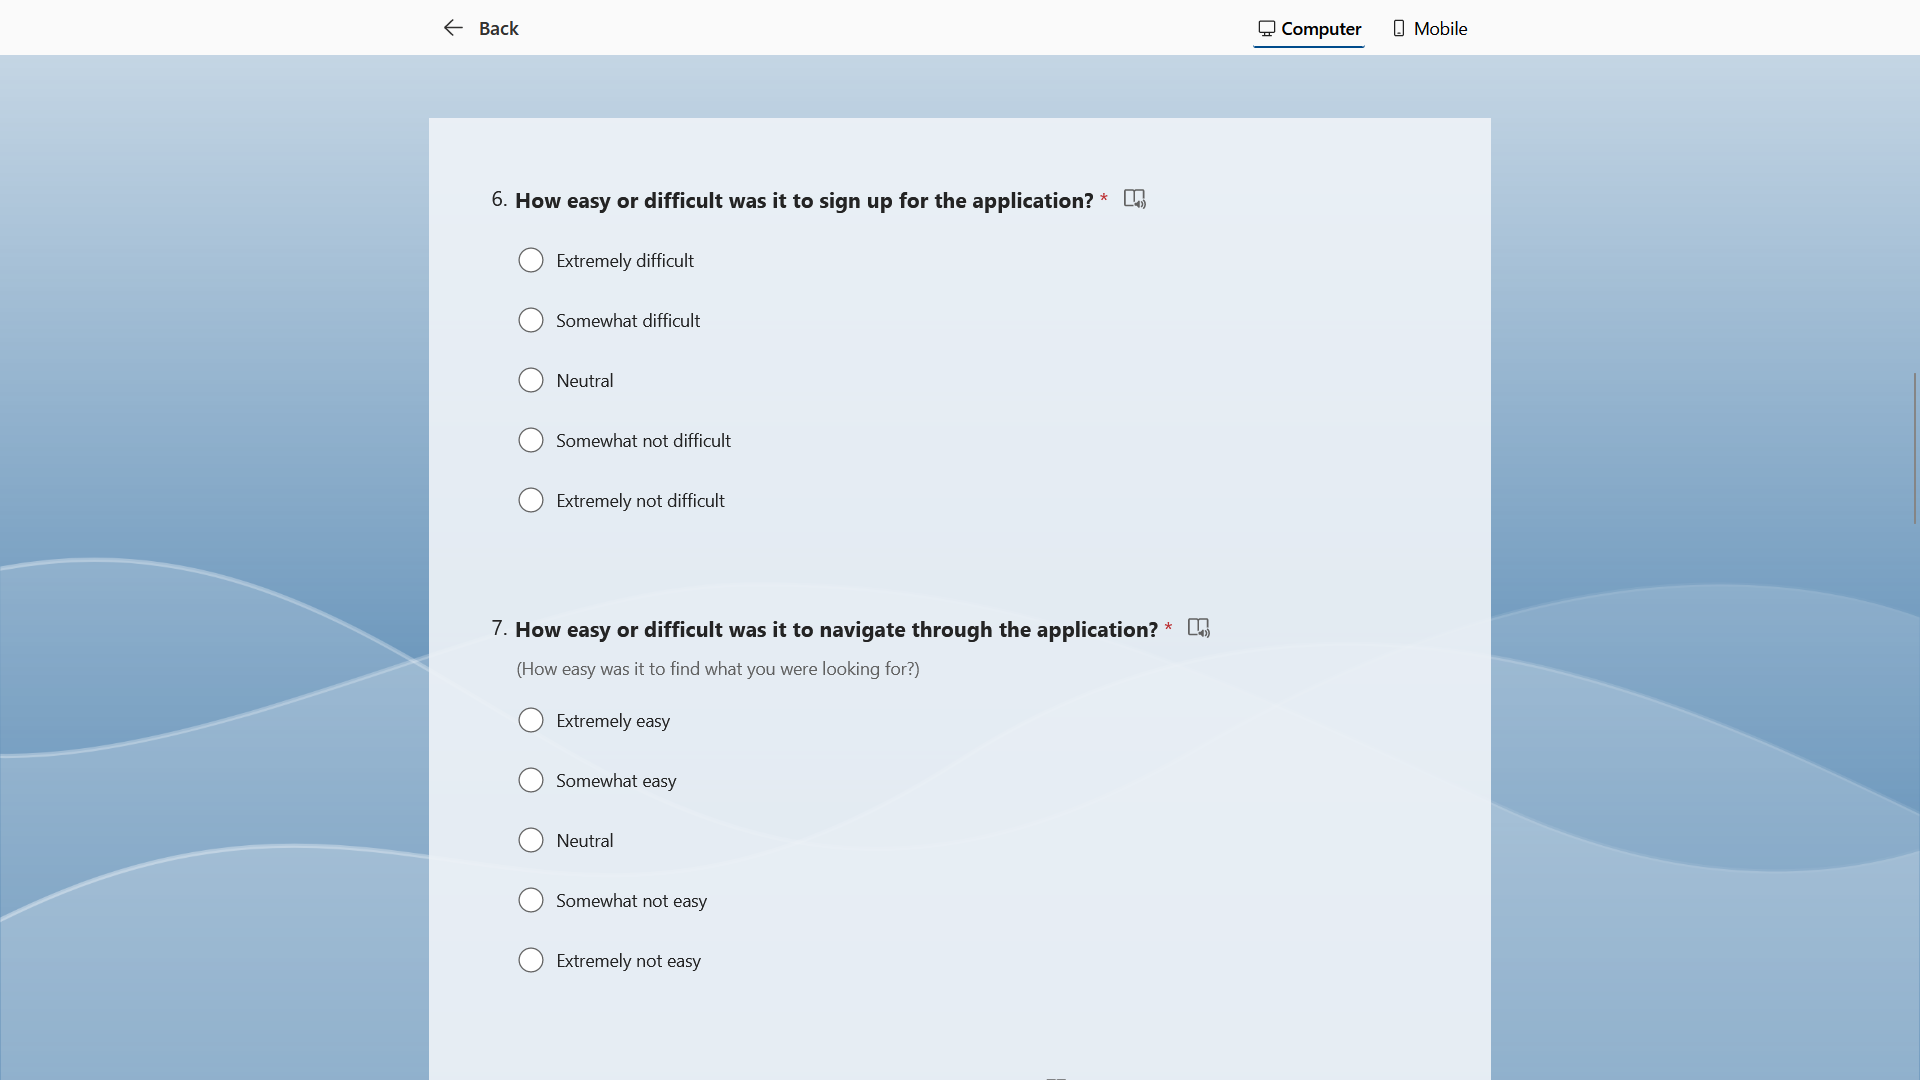 Back
Computer
Mobile
6. How easy or difficult was it to sign up for the application? *
Extremely difficult
Somewhat difficult
Neutral
Somewhat not difficult
Extremely not difficult
7. How easy or difficult was it to navigate through the application? *
(How easy was it to find what you were looking for?)
Extremely easy
Somewhat easy
Neutral
Somewhat not easy
Extremely not easy